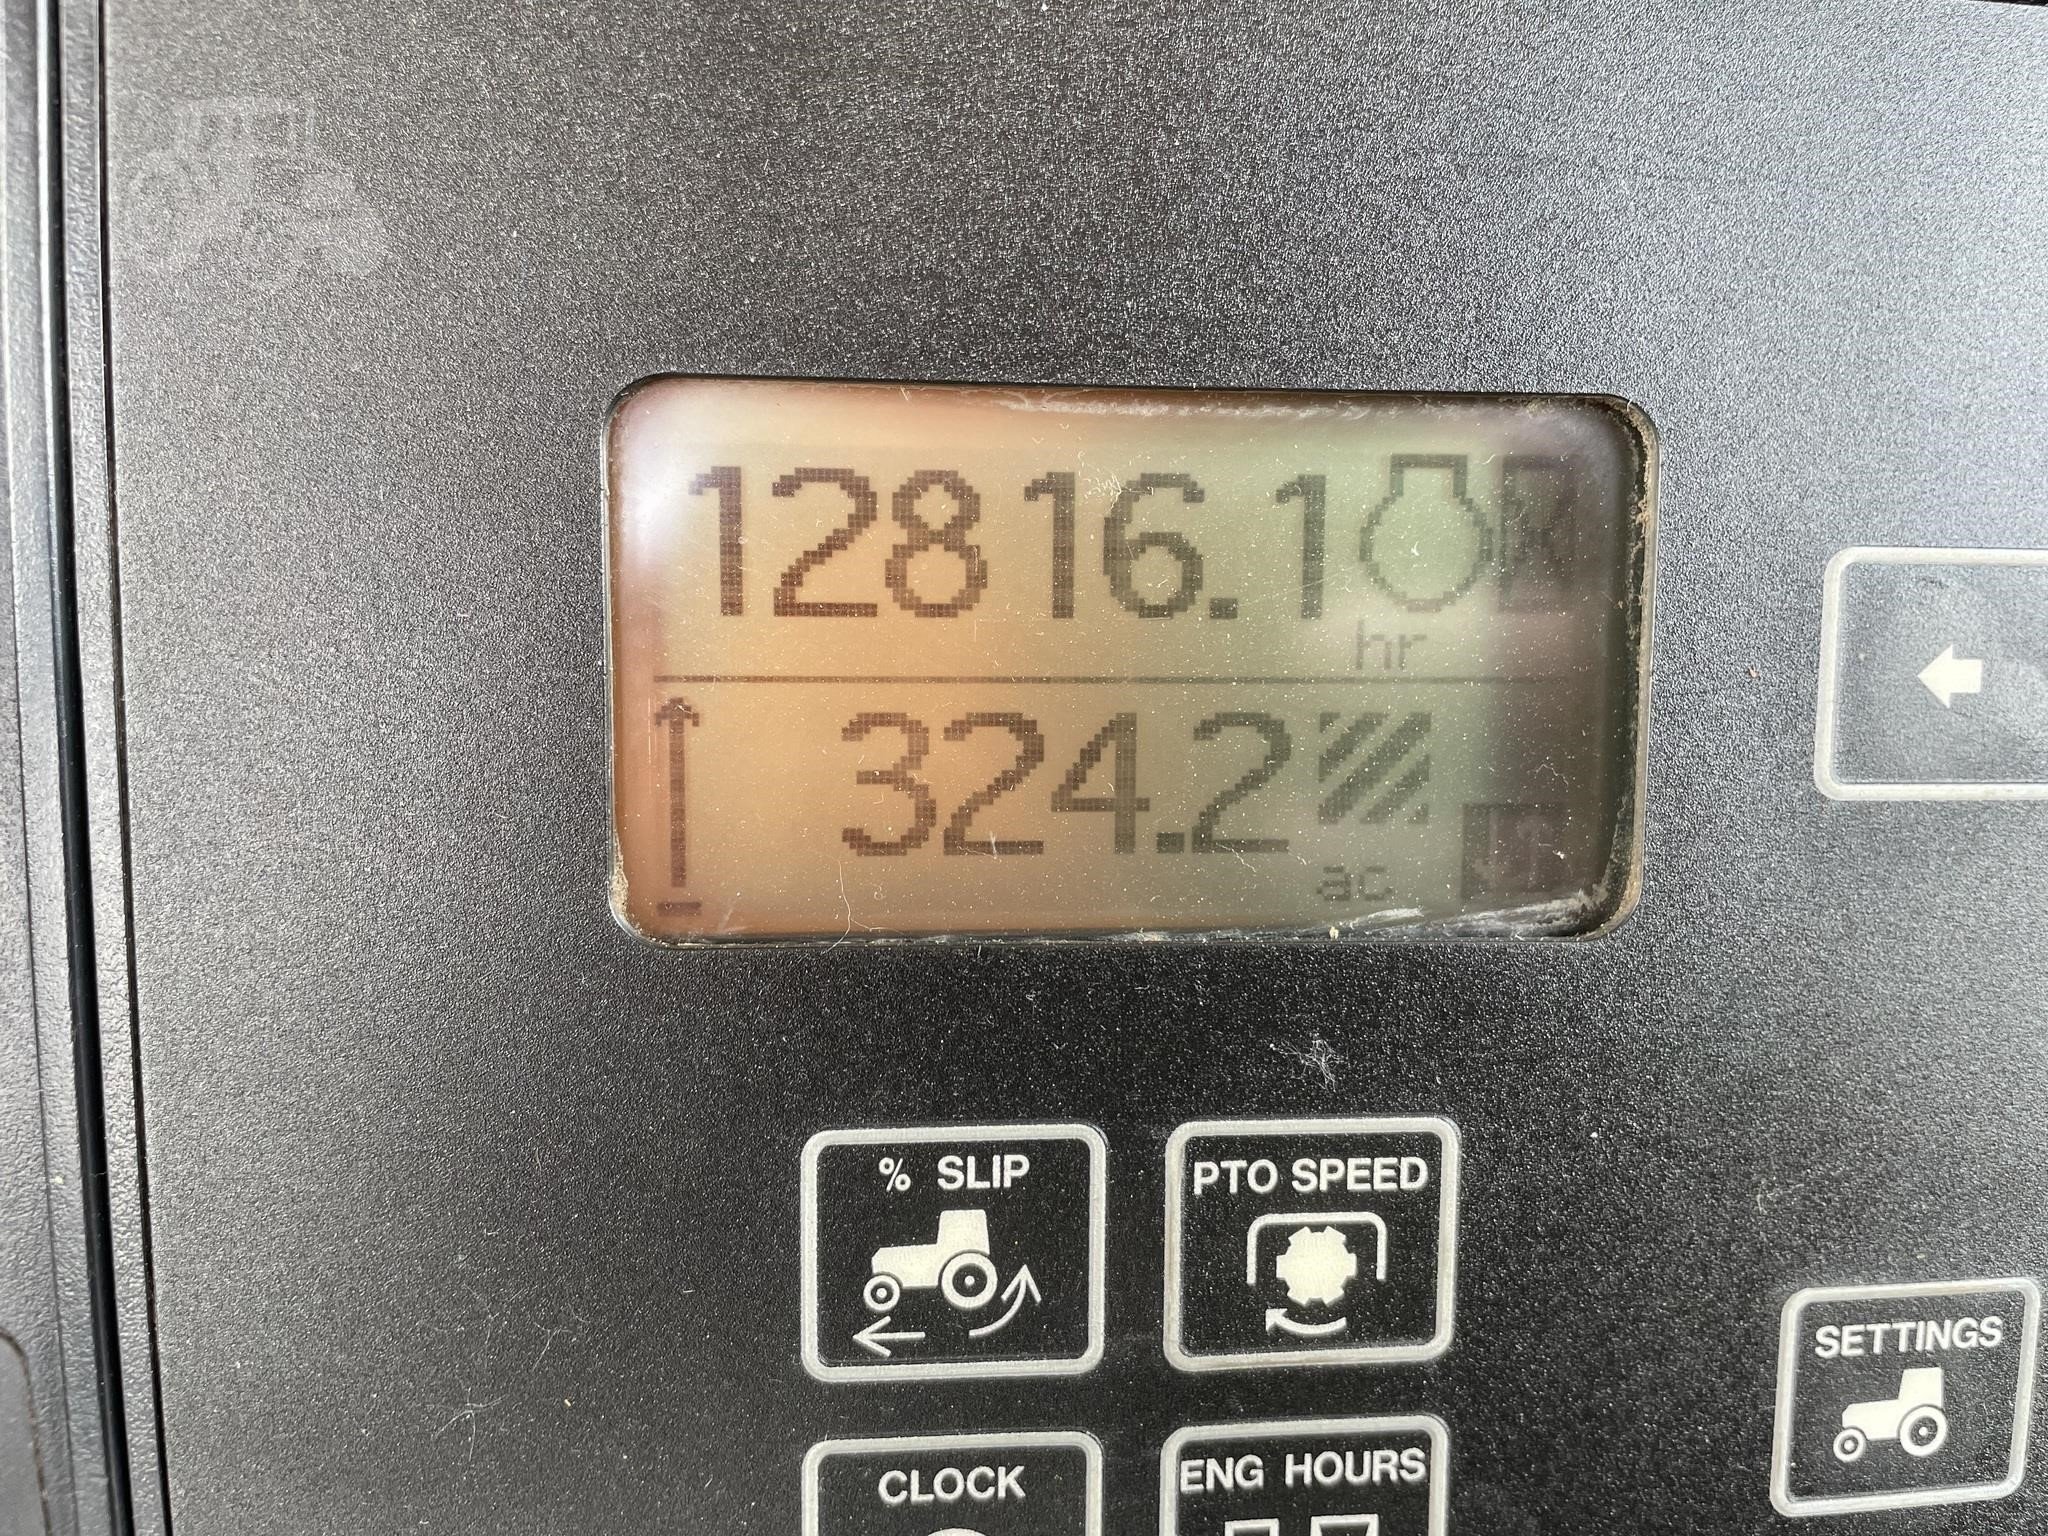 12816.1
hr
324.2
ac
% SLIP
PTO SPEED
SETTINGS
CLOCK
ENG HOURS